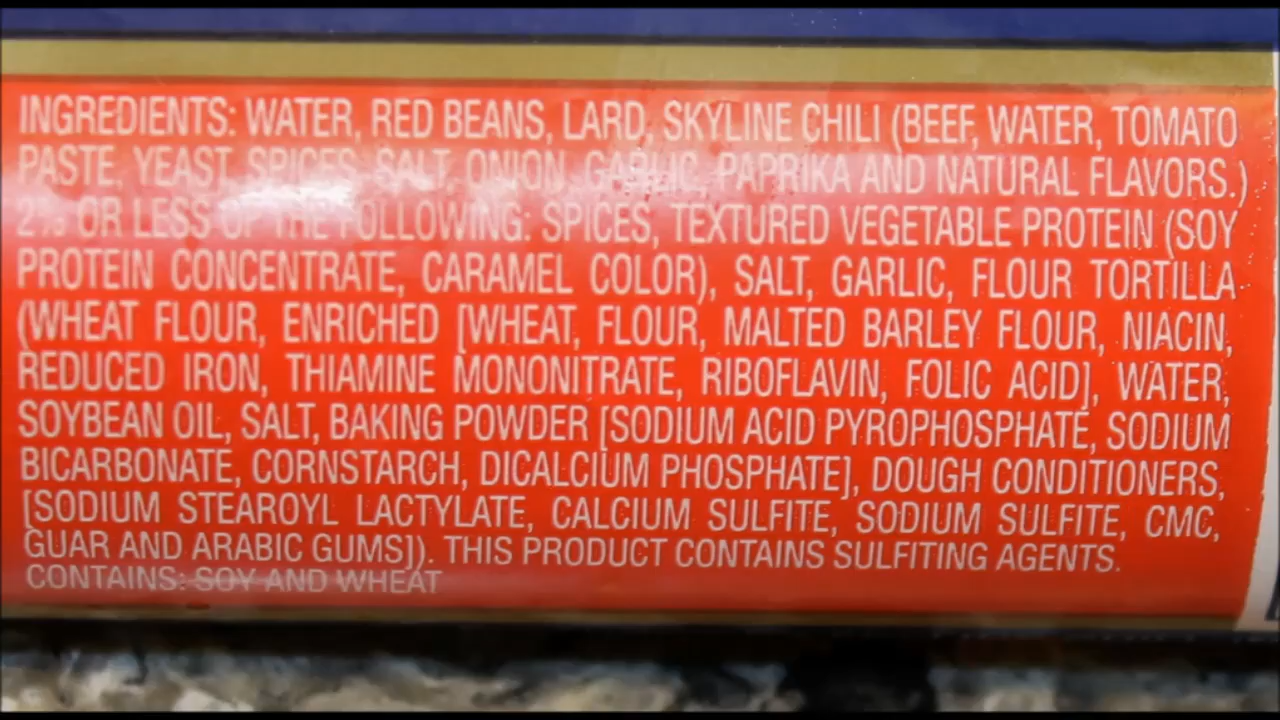 INGREDIENTS: WATER, RED BEANS, LARD, SKYLINE CHILI (BEEF, WATER, TOMATO
PASTE, YEAST, SPICES, SALT, ONION, GARLIC, PAPRIKA AND NATURAL FLAVORS.)
2% OR LESS OF THE FOLLOWING: SPICES, TEXTURED VEGETABLE PROTEIN (SOY
PROTEIN CONCENTRATE, CARAMEL COLOR), SALT, GARLIC, FLOUR TORTILLA
(WHEAT FLOUR, ENRICHED [WHEAT, FLOUR, MALTED BARLEY FLOUR, NIACIN,
REDUCED IRON, THIAMINE MONONITRATE, RIBOFLAVIN, FOLIC ACID], WATER,
SOYBEAN OIL, SALT, BAKING POWDER [SODIUM ACID PYROPHOSPHATE, SODIUM
BICARBONATE, CORNSTARCH, DICALCIUM PHOSPHATE], DOUGH CONDITIONERS,
[SODIUM STEAROYL LACTYLATE, CALCIUM SULFITE, SODIUM SULFITE, CMC,
GUAR AND ARABIC GUMS]). THIS PRODUCT CONTAINS SULFITING AGENTS.
CONTAINS: SOY AND WHEAT